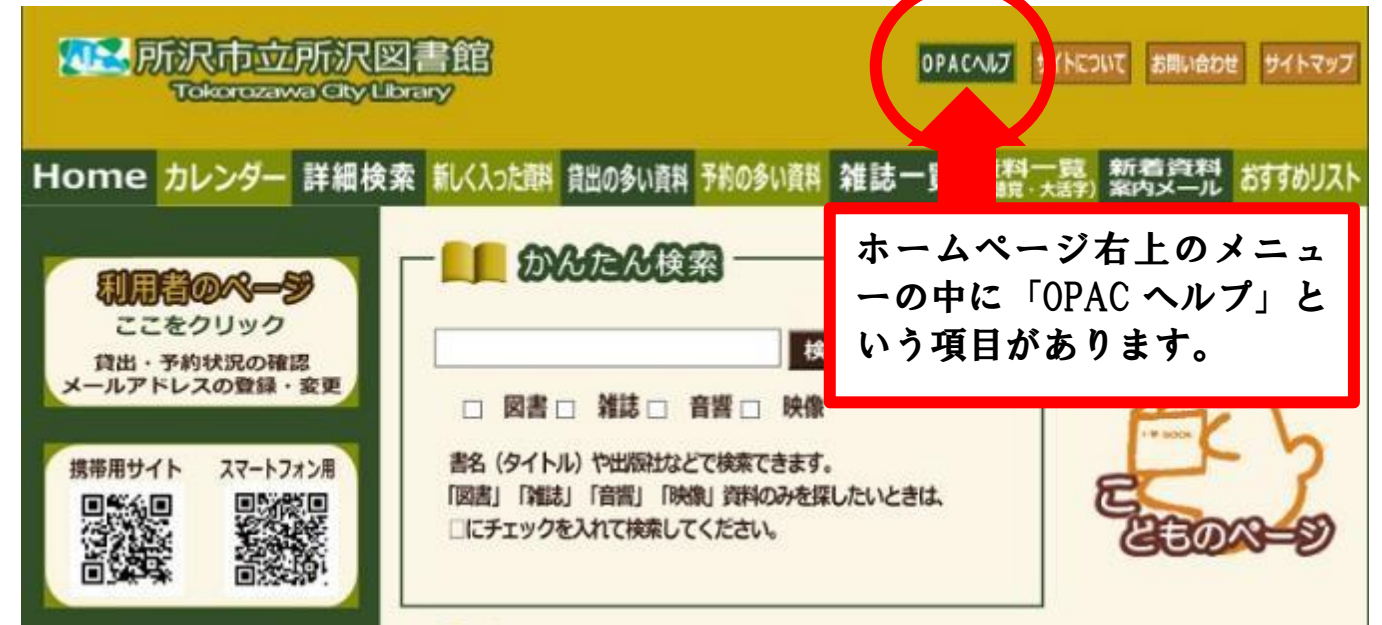 所沢市立所沢図書館
Tokorozawa City Library
OPACヘルプ サイトについて お問い合わせ サイトマップ
Home カレンダー 詳細検索 新しく入った資料 貸出の多い資料 予約の多い資料 雑誌一覧 資料一覧 新着資料 おすすめリスト
・大活字) 案内メール
利用者のページ
ここをクリック
貸出・予約状況の確認
メールアドレスの登録・変更
携帯用サイト スマートフォン用
かんたん検索
検
□ 図書 □ 雑誌 □ 音響 □ 映像
書名（タイトル）や出版社などで検索できます。
「図書」「雑誌」「音響」「映像」資料のみを探したいときは、
□にチェックを入れて検索してください。
ホームページ右上のメニュ
ーの中に「OPAC ヘルプ」と
いう項目があります。
I ♥ BOOK
こどものページ